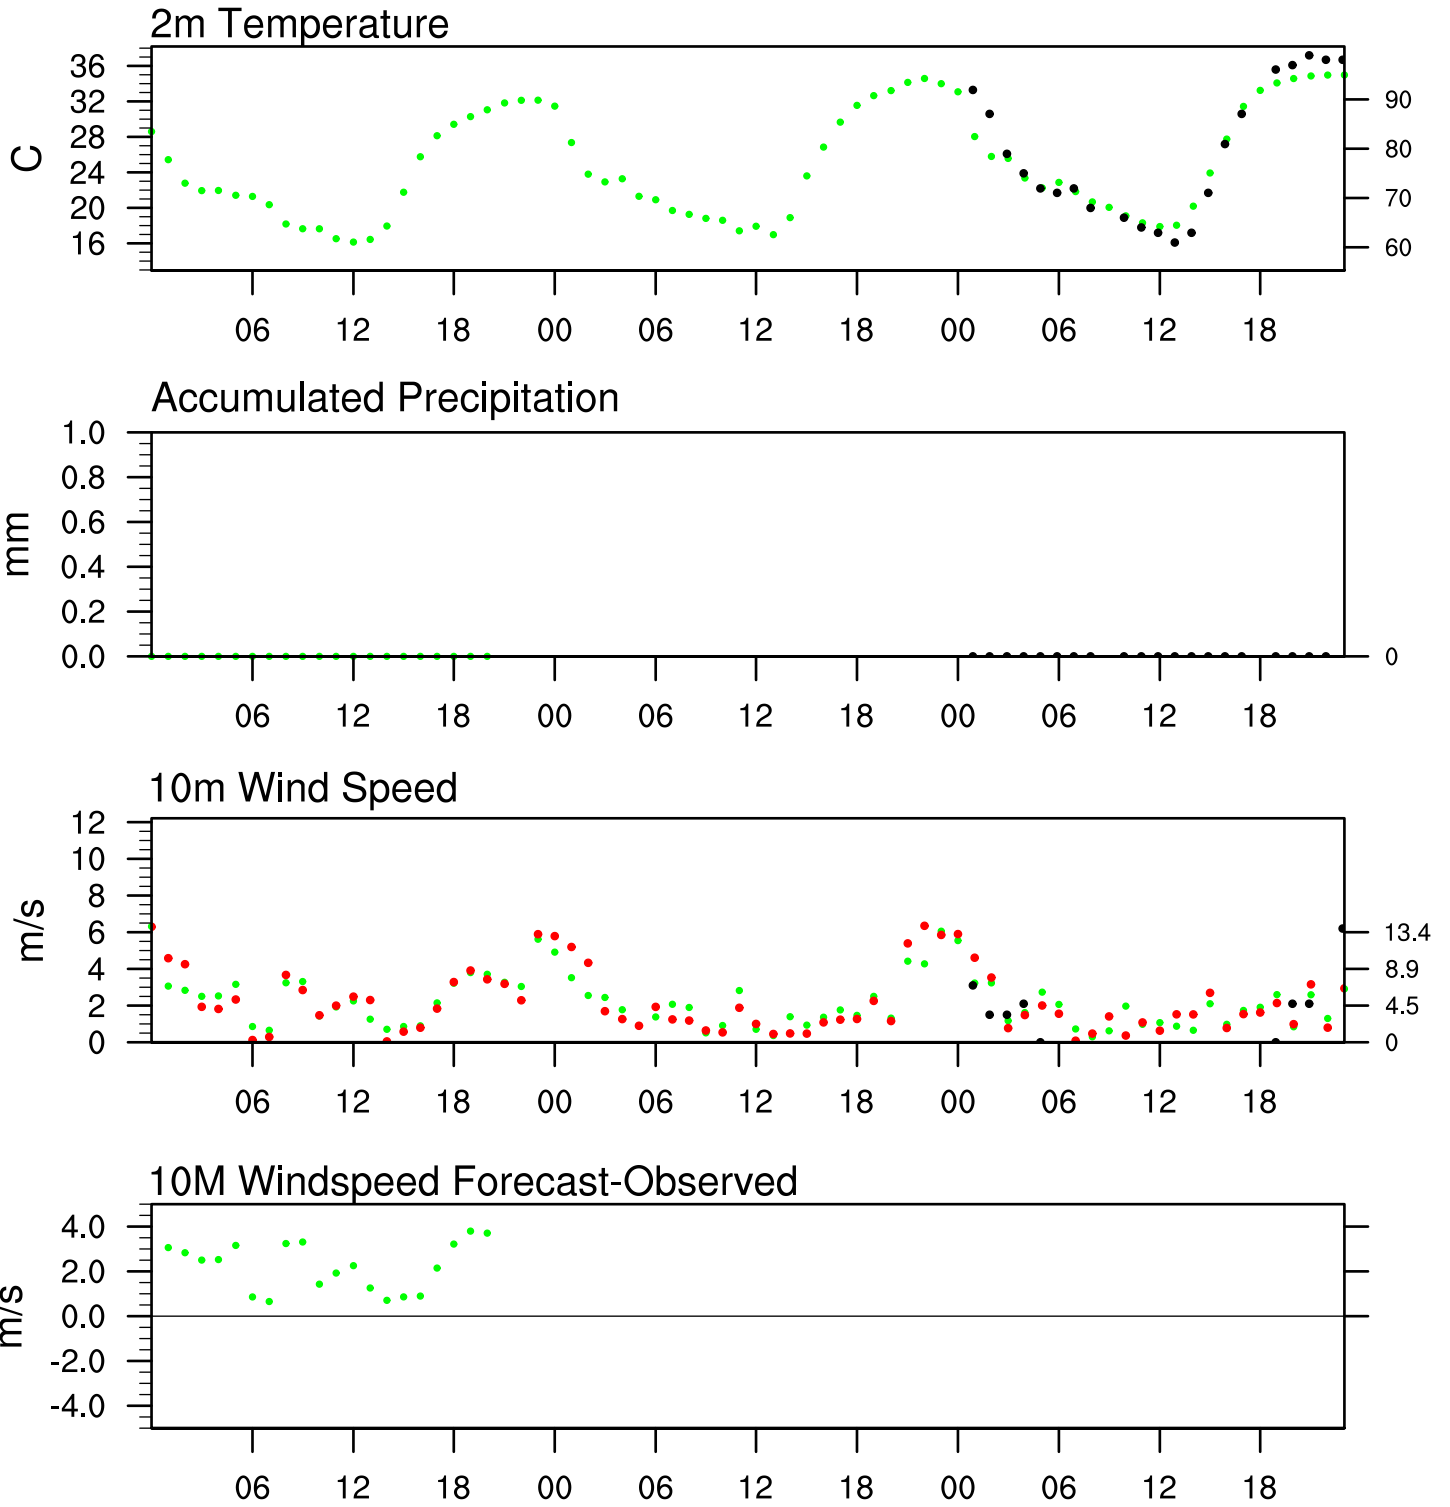 2m Temperature
36
32
28
24
20
16
C
90
80
70
60
06 12 18 00 06 12 18 00 06 12 18
Accumulated Precipitation
1.0
0.8
0.6
0.4
0.2
0.0
mm
0
06 12 18 00 06 12 18 00 06 12 18
10m Wind Speed
12
10
8
6
4
2
0
m/s
13.4
8.9
4.5
0
06 12 18 00 06 12 18 00 06 12 18
10M Windspeed Forecast-Observed
4.0
2.0
0.0
-2.0
-4.0
m/s
06 12 18 00 06 12 18 00 06 12 18